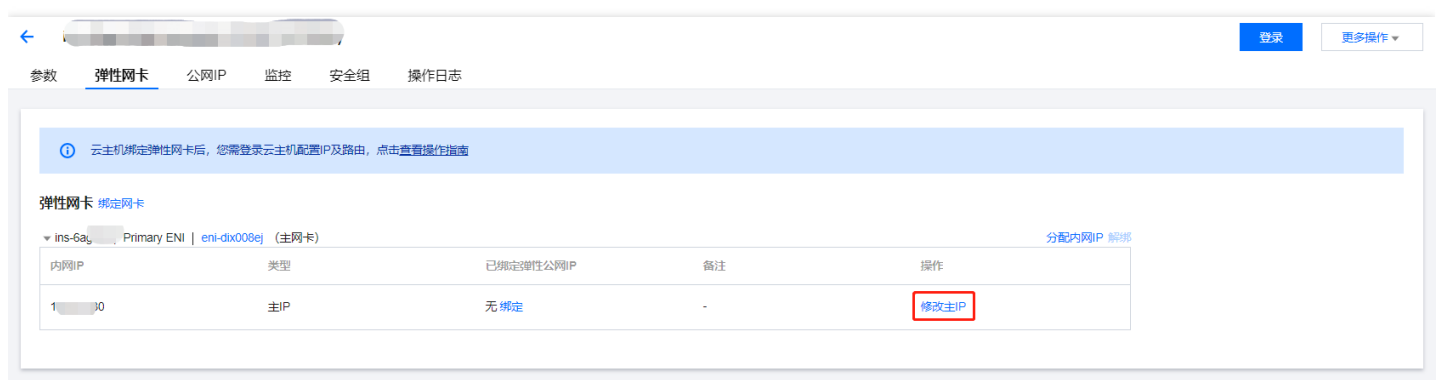 登录 更多操作
参数 弹性网卡 公网IP 监控 安全组 操作日志
云主机绑定弹性网卡后，您需登录云主机配置IP及路由，点击查看操作指南
弹性网卡 绑定网卡
ins-6ag Primary ENI | eni-dix008ej （主网卡） 分配内网IP 解绑
内网IP 类型 已绑定弹性公网IP 备注 操作
主IP 无 绑定 - 修改主IP